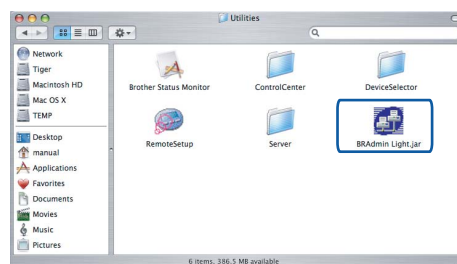 Utilities
Network
Tiger
Macintosh HD
Mac OS X
TEMP
Desktop
manual
Applications
Favorites
Documents
Movies
Music
Pictures
Brother Status Monitor
ControlCenter
DeviceSelector
RemoteSetup
Server
BRAdmin Light.jar
6 items, 386.5 MB available